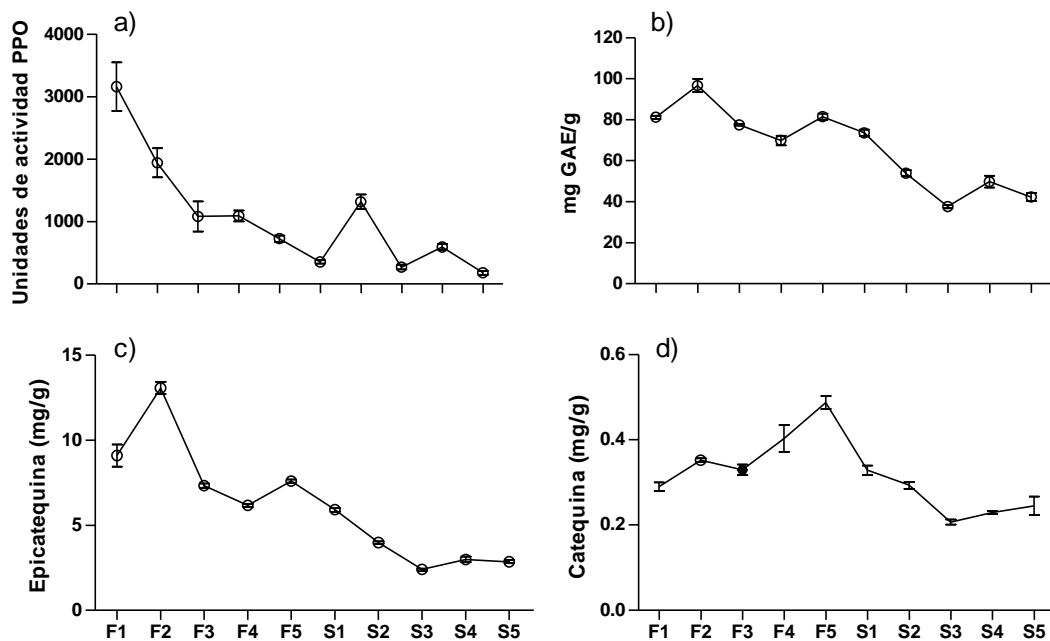 a)
Unidades de actividad PPO
4000
3000
2000
1000
0
b)
mg GAE/g
120
100
80
60
40
20
0
c)
Epicatequina (mg/g)
15
10
5
0
F1 F2 F3 F4 F5 S1 S2 S3 S4 S5
d)
Catequina (mg/g)
0.6
0.4
0.2
0.0
F1 F2 F3 F4 F5 S1 S2 S3 S4 S5